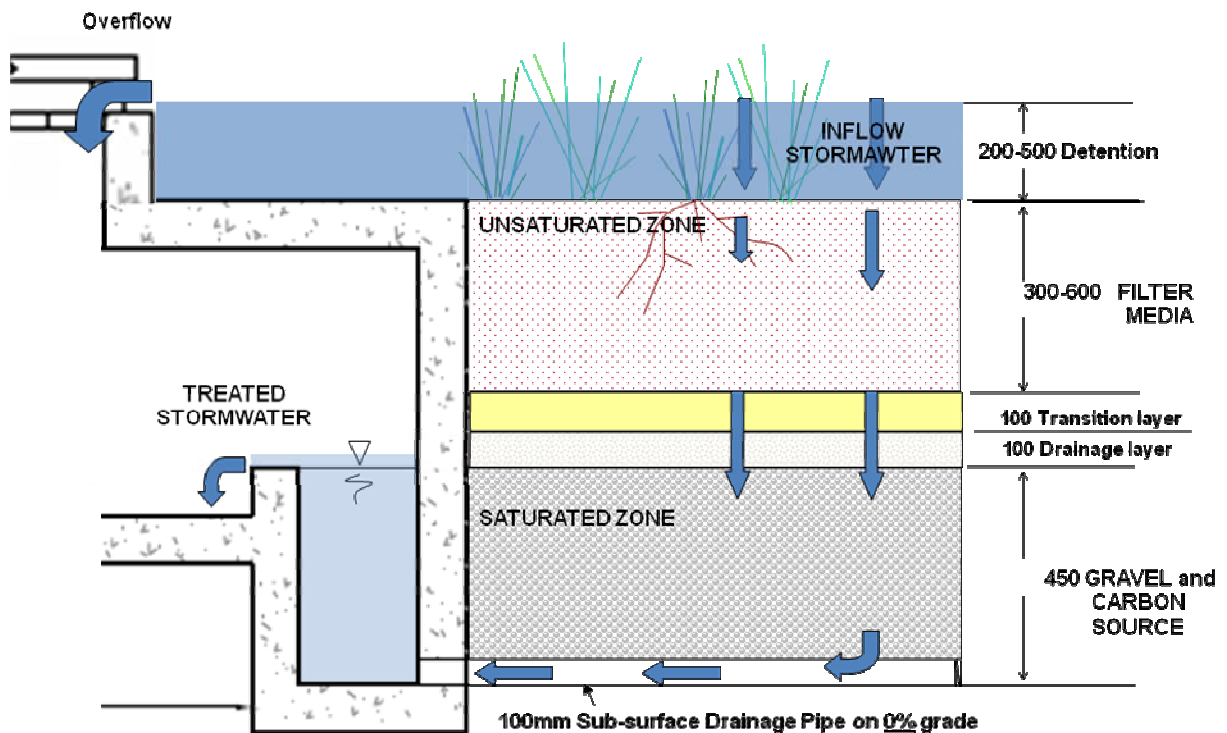 Overflow
INFLOW
STORMAWTER
200-500 Detention
UNSATURATED ZONE
300-600 FILTER
MEDIA
TREATED
STORMWATER
100 Transition layer
100 Drainage layer
SATURATED ZONE
450 GRAVEL and
CARBON
SOURCE
100mm Sub-surface Drainage Pipe on 0% grade